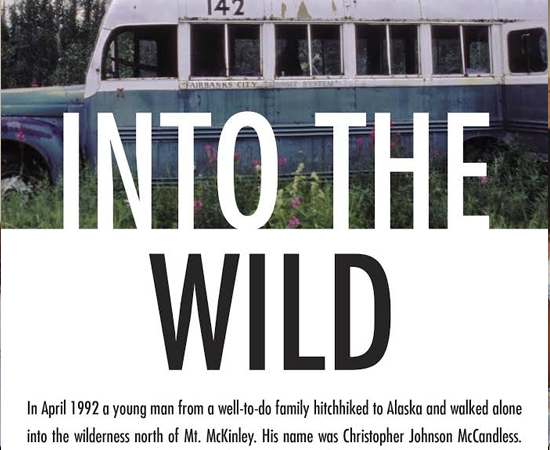 142
FAIRBANKS CITY TRANSIT SYSTEM
INTO THE
WILD
In April 1992 a young man from a well-to-do family hitchhiked to Alaska and walked alone
into the wilderness north of Mt. McKinley. His name was Christopher Johnson McCandless.